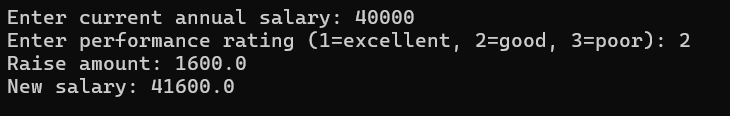 Enter current annual salary: 40000
Enter performance rating (1=excellent, 2=good, 3=poor): 2
Raise amount: 1600.0
New salary: 41600.0